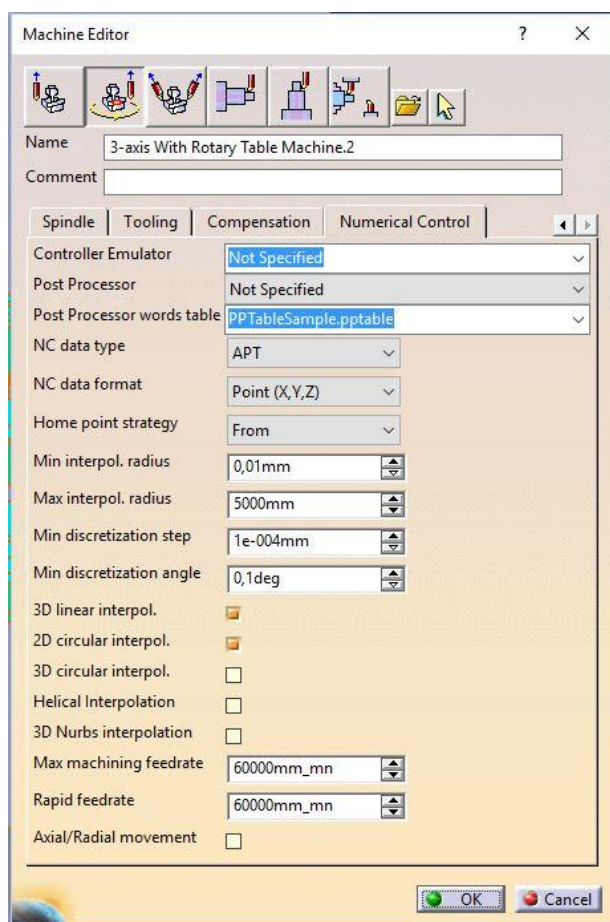 Machine Editor ? X
Name 3-axis With Rotary Table Machine.2
Comment
Spindle Tooling Compensation Numerical Control
Controller Emulator Not Specified
Post Processor Not Specified
Post Processor words table PPTableSample.pptable
NC data type APT
NC data format Point (X,Y,Z)
Home point strategy From
Min interpol. radius 0,01mm
Max interpol. radius 5000mm
Min discretization step 1e-004mm
Min discretization angle 0,1deg
3D linear interpol.
2D circular interpol.
3D circular interpol.
Helical Interpolation
3D Nurbs interpolation
Max machining feedrate 60000mm_mn
Rapid feedrate 60000mm_mn
Axial/Radial movement
OK Cancel